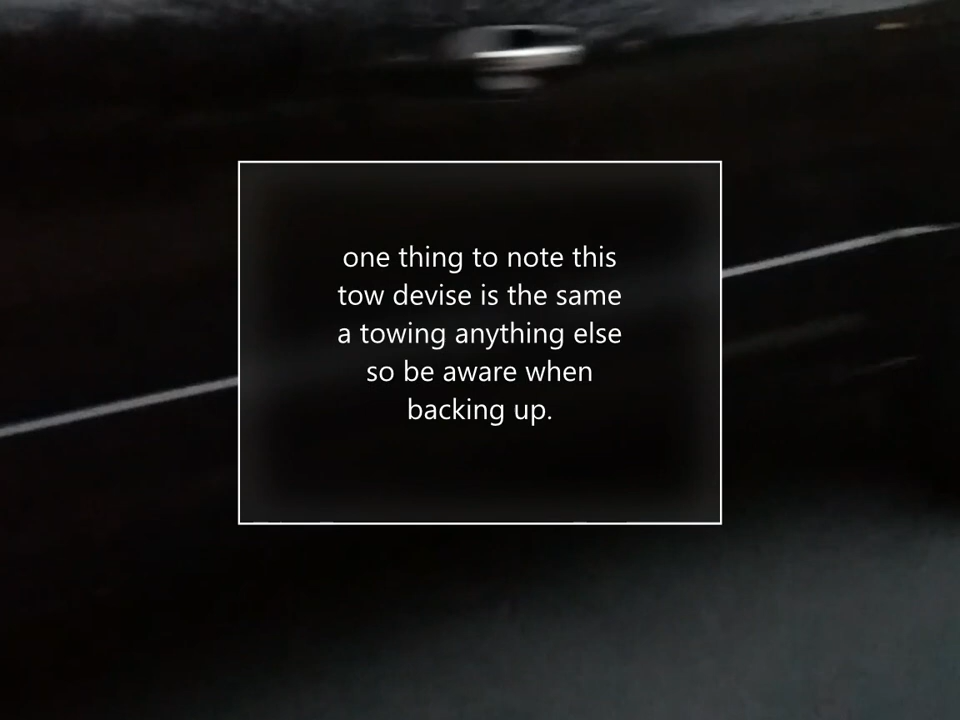 one thing to note this
tow devise is the same
a towing anything else
so be aware when
backing up.